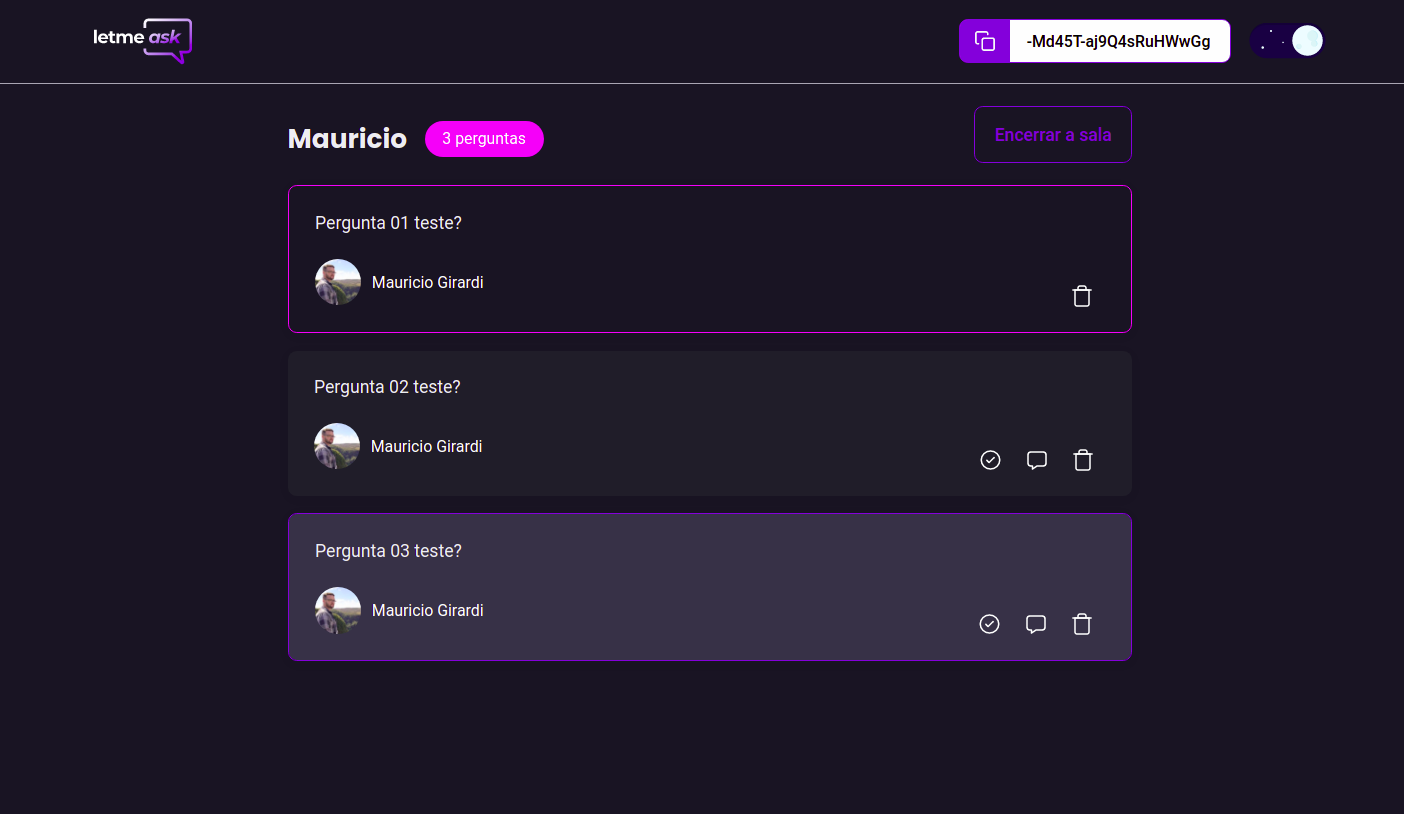 letme ask
-Md45T-aj9Q4sRuHWwGg
Mauricio
3 perguntas
Encerrar a sala
Pergunta 01 teste?
Mauricio Girardi
Pergunta 02 teste?
Mauricio Girardi
Pergunta 03 teste?
Mauricio Girardi